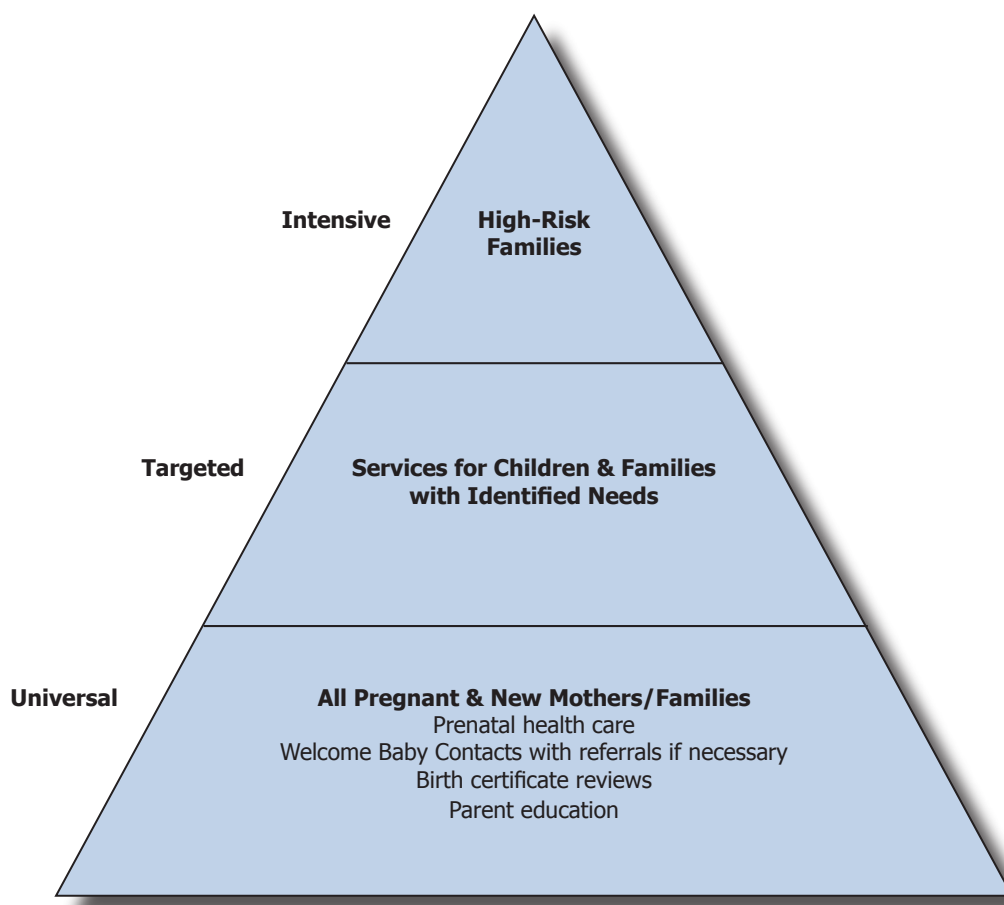 Intensive
High-Risk
Families
Targeted
Services for Children & Families
with Identified Needs
Universal
All Pregnant & New Mothers/Families
Prenatal health care
Welcome Baby Contacts with referrals if necessary
Birth certificate reviews
Parent education